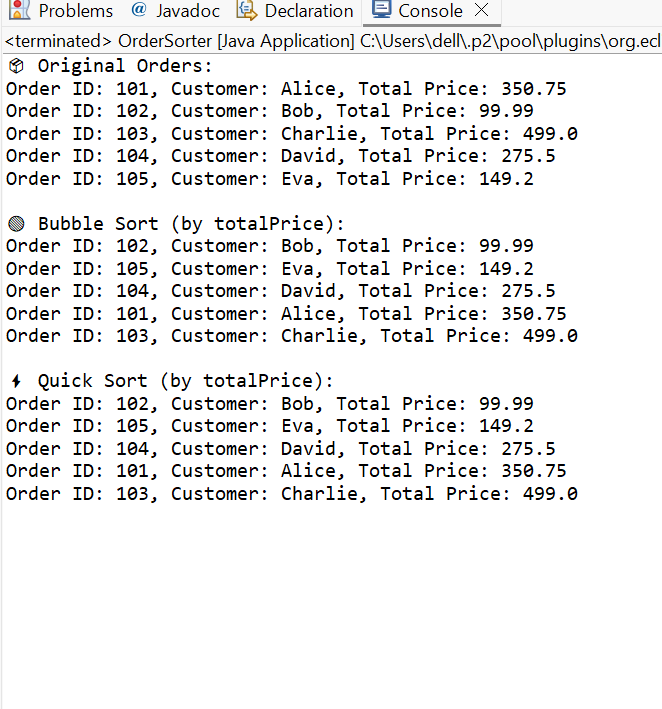 Problems @ Javadoc Declaration Console
<terminated> OrderSorter [Java Application] C:\Users\dell\.p2\pool\plugins\org.ecl
📦 Original Orders:
Order ID: 101, Customer: Alice, Total Price: 350.75
Order ID: 102, Customer: Bob, Total Price: 99.99
Order ID: 103, Customer: Charlie, Total Price: 499.0
Order ID: 104, Customer: David, Total Price: 275.5
Order ID: 105, Customer: Eva, Total Price: 149.2

Bubble Sort (by totalPrice):
Order ID: 102, Customer: Bob, Total Price: 99.99
Order ID: 105, Customer: Eva, Total Price: 149.2
Order ID: 104, Customer: David, Total Price: 275.5
Order ID: 101, Customer: Alice, Total Price: 350.75
Order ID: 103, Customer: Charlie, Total Price: 499.0

⚡ Quick Sort (by totalPrice):
Order ID: 102, Customer: Bob, Total Price: 99.99
Order ID: 105, Customer: Eva, Total Price: 149.2
Order ID: 104, Customer: David, Total Price: 275.5
Order ID: 101, Customer: Alice, Total Price: 350.75
Order ID: 103, Customer: Charlie, Total Price: 499.0